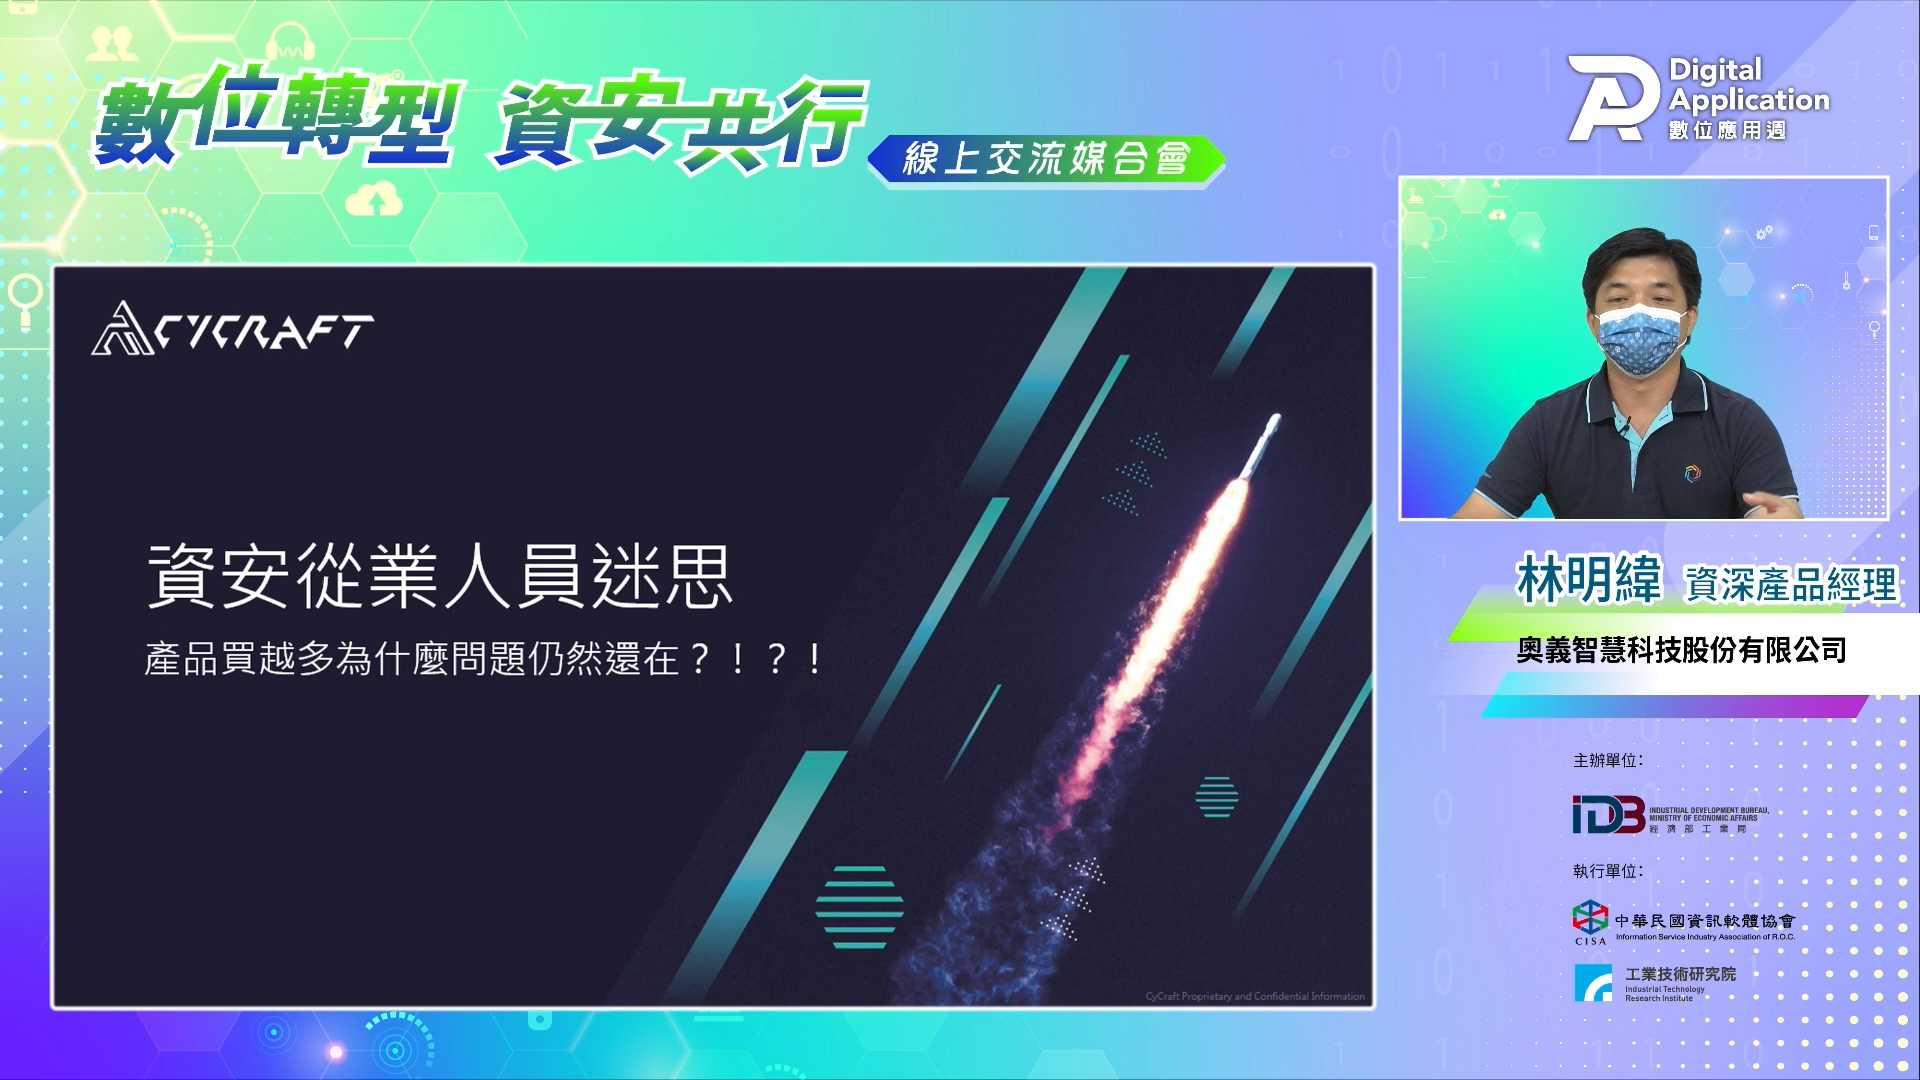 數位轉型 資安共行
線上交流媒合會
Digital
Application
數位應用週
CYCRAFT
資安從業人員迷思
產品買越多為什麼問題仍然還在？！？！
CyCraft Proprietary and Confidential Information
林明緯 資深產品經理
奧義智慧科技股份有限公司
主辦單位：
IDB
INDUSTRIAL DEVELOPMENT BUREAU,
MINISTRY OF ECONOMIC AFFAIRS
經濟部工業局
執行單位：
CISA
中華民國資訊軟體協會
Information Service Industry Association of R.O.C.
工業技術研究院
Industrial Technology
Research Institute